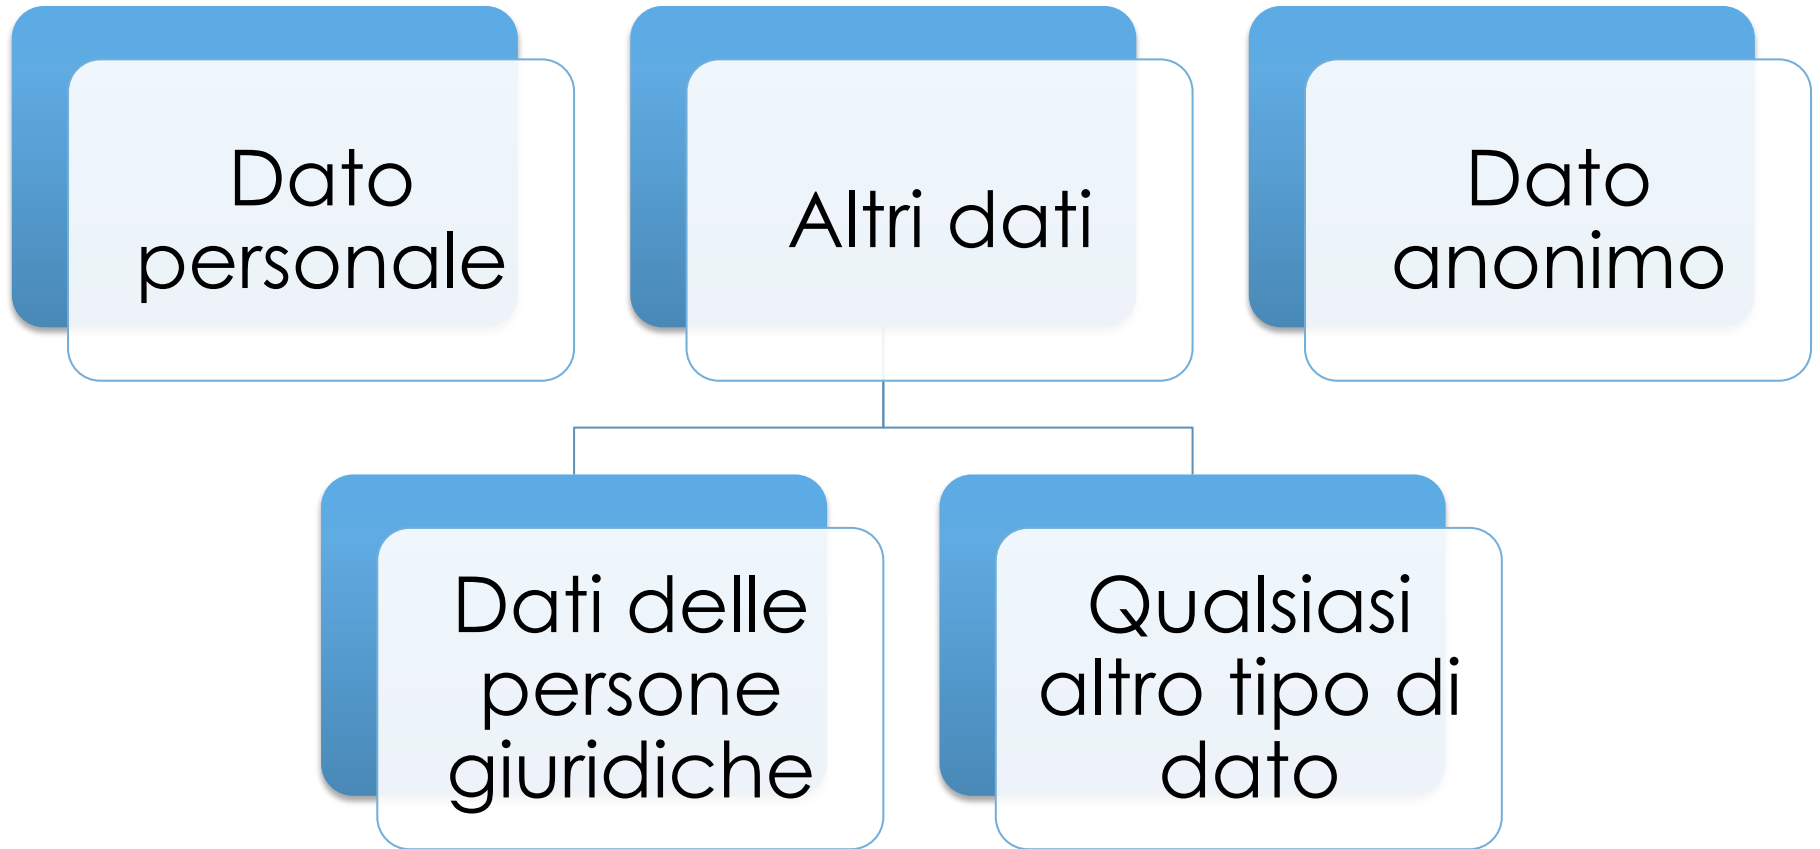 Dato
personale
Altri dati
Dato
anonimo
Dati delle
persone
giuridiche
Qualsiasi
altro tipo di
dato